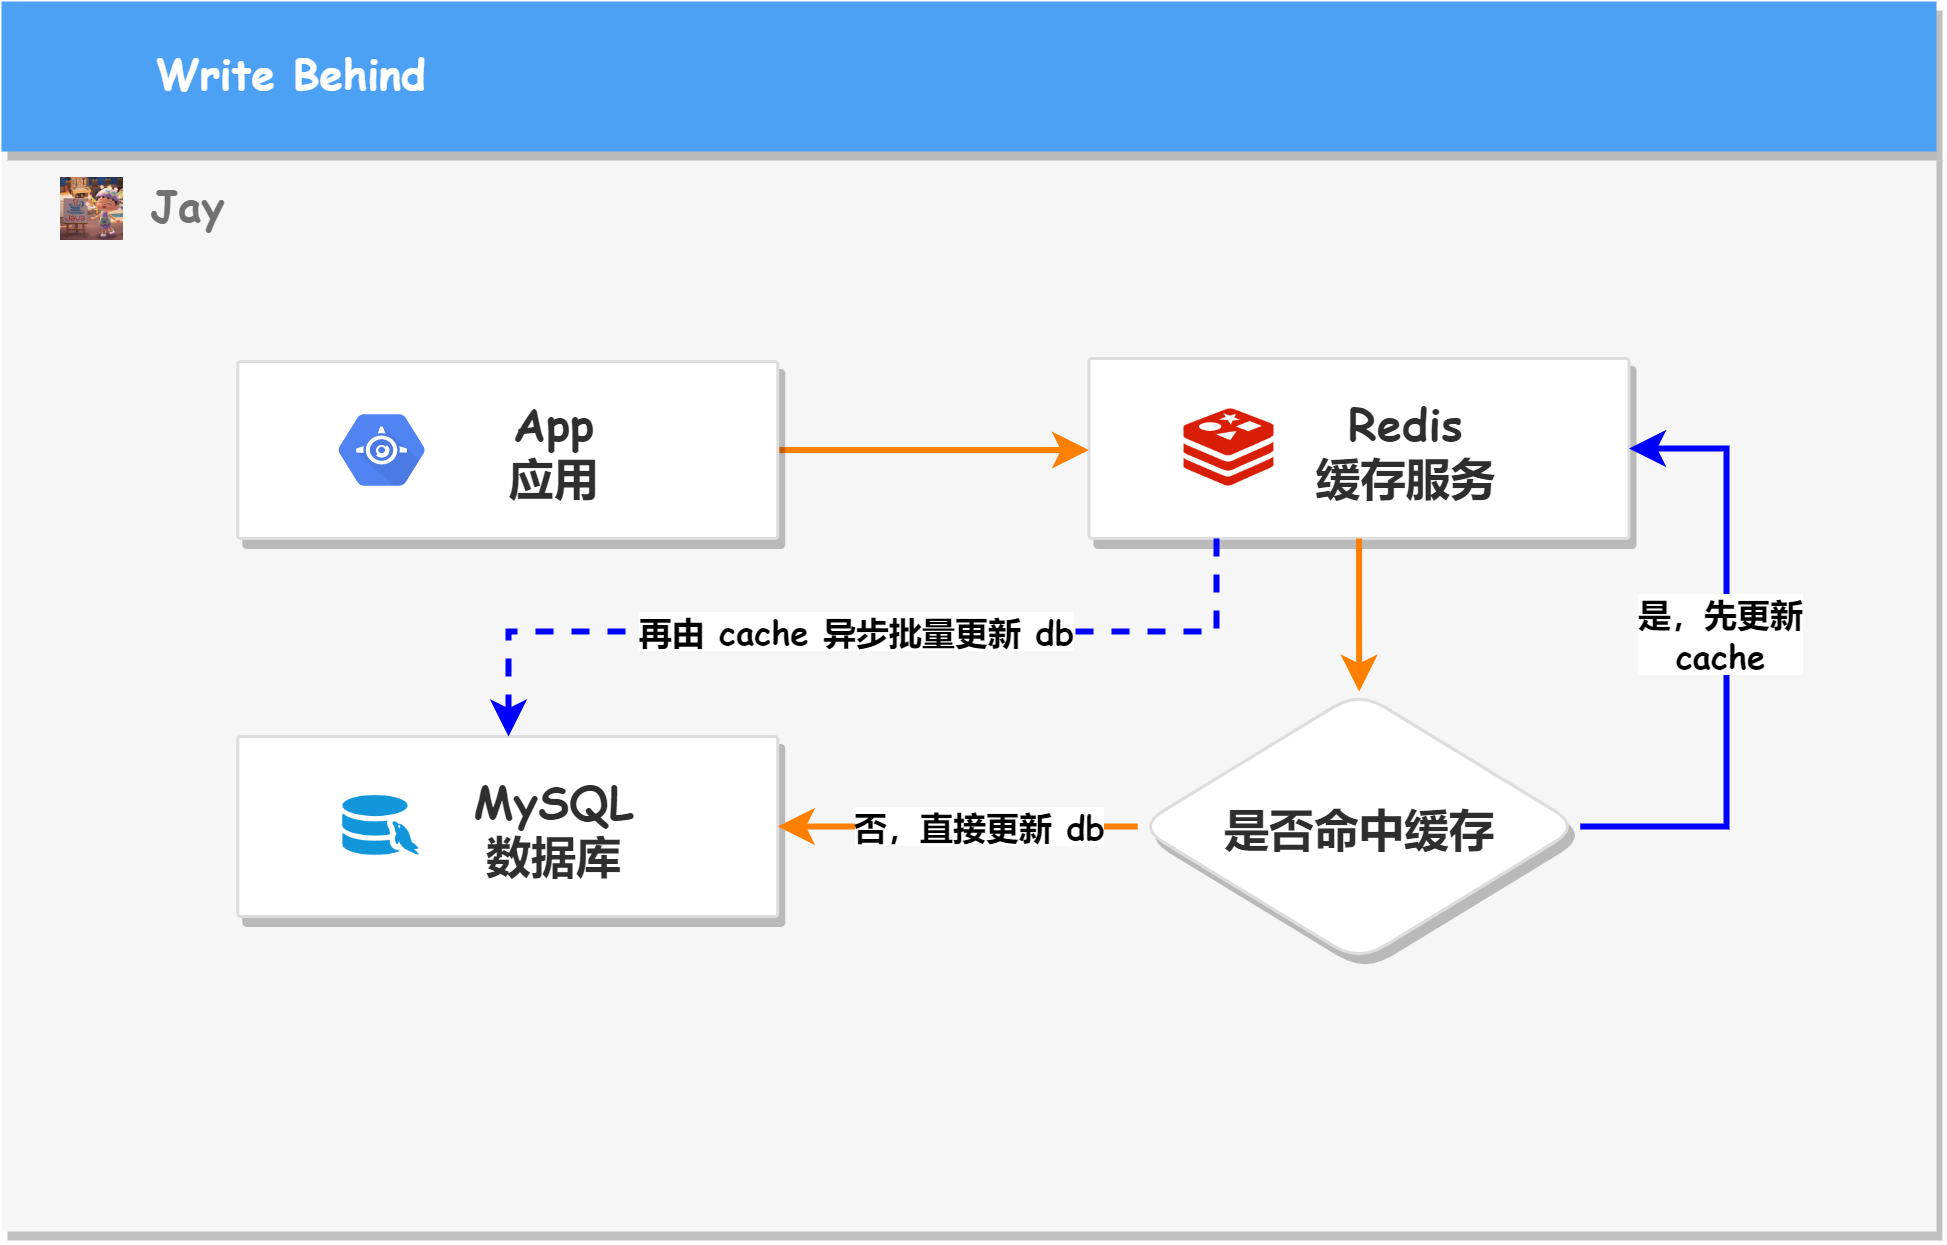 Write Behind
Jay
App
应用
Redis
缓存服务
再由 cache 异步批量更新 db
是，先更新
cache
MySQL
数据库
否，直接更新 db
是否命中缓存